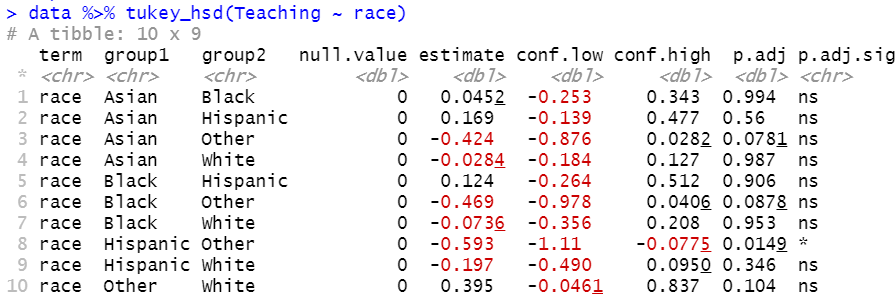 > data %>% tukey_hsd(Teaching ~ race)
# A tibble: 10 x 9
term group1 group2 null.value estimate conf.low conf.high p.adj p.adj.sig
* <chr> <chr> <chr> <dbl> <dbl> <dbl> <dbl> <dbl> <chr>
1 race Asian Black 0 0.0452 -0.253 0.343 0.994 ns
2 race Asian Hispanic 0 0.169 -0.139 0.477 0.56 ns
3 race Asian Other 0 -0.424 -0.876 0.0282 0.0781 ns
4 race Asian White 0 -0.0284 -0.184 0.127 0.987 ns
5 race Black Hispanic 0 0.124 -0.264 0.512 0.906 ns
6 race Black Other 0 -0.469 -0.978 0.0406 0.0878 ns
7 race Black White 0 -0.0736 -0.356 0.208 0.953 ns
8 race Hispanic Other 0 -0.593 -1.11 -0.0775 0.0149 *
9 race Hispanic White 0 -0.197 -0.490 0.0950 0.346 ns
10 race Other White 0 0.395 -0.0461 0.837 0.104 ns